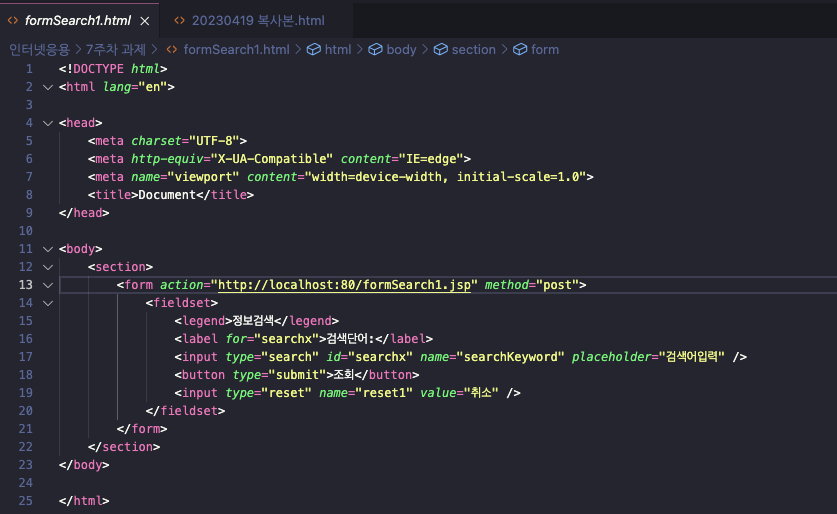 formSearch1.html 20230419 복사본.html
인터넷응용 > 7주차 과제 > formSearch1.html > html > body > section > form
1 <!DOCTYPE html>
2 <html lang="en">
3
4 <head>
5 <meta charset="UTF-8">
6 <meta http-equiv="X-UA-Compatible" content="IE=edge">
7 <meta name="viewport" content="width=device-width, initial-scale=1.0">
8 <title>Document</title>
9 </head>
10
11 <body>
12 <section>
13 <form action="http://localhost:80/formSearch1.jsp" method="post">
14 <fieldset>
15 <legend>정보검색</legend>
16 <label for="searchx">검색단어:</label>
17 <input type="search" id="searchx" name="searchKeyword" placeholder="검색어입력" />
18 <button type="submit">조회</button>
19 <input type="reset" name="reset1" value="취소" />
20 </fieldset>
21 </form>
22 </section>
23 </body>
24
25 </html>